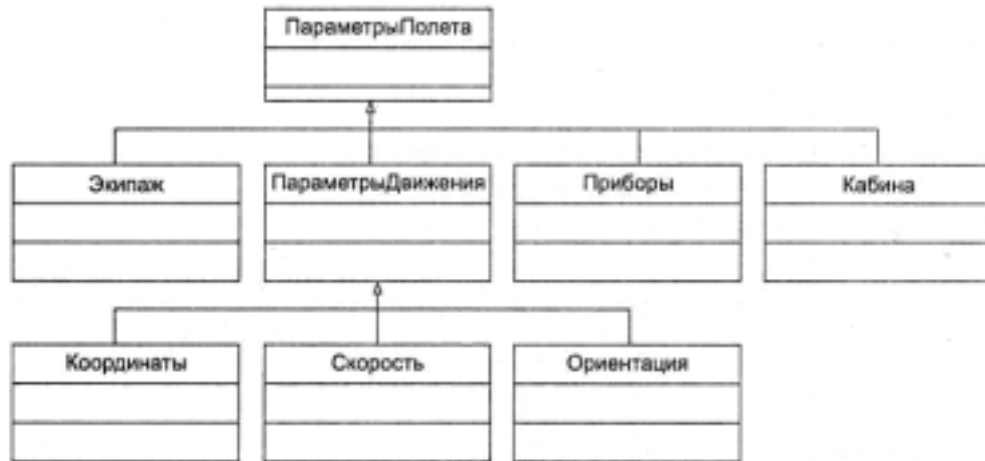 ПараметрыПолета
Экипаж
ПараметрыДвижения
Приборы
Кабина
Координаты
Скорость
Ориентация